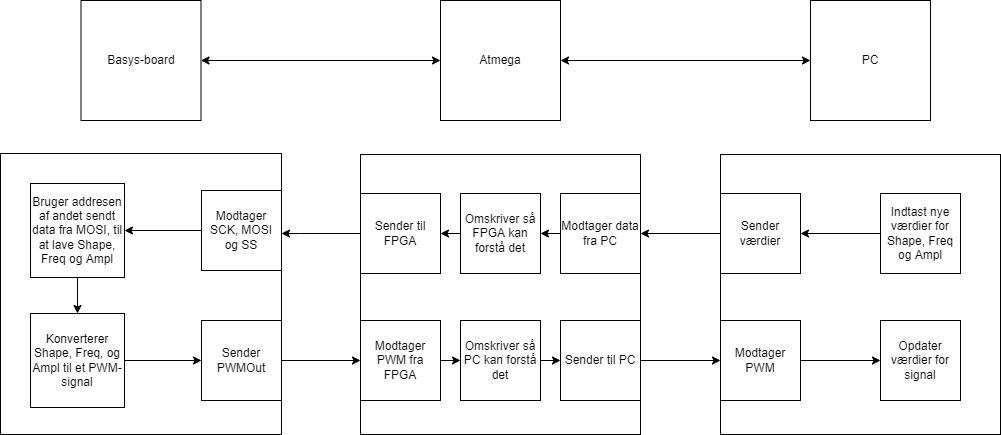 Basys-board
Atmega
PC
Bruger addresen
af andet sendt
data fra MOSI, til
at lave Shape,
Freq og Ampl
Modtager
SCK, MOSI
og SS
Sender til
FPGA
Omskriver så
FPGA kan
forstå det
Modtager data
fra PC
Sender
værdier
Indtast nye
værdier for
Shape, Freq
og Ampl
Konverterer
Shape, Freq, og
Ampl til et PWM-
signal
Sender
PWMOut
Modtager
PWM fra
FPGA
Omskriver så
PC kan forstå
det
Sender til PC
Modtager
PWM
Opdater
værdier for
signal